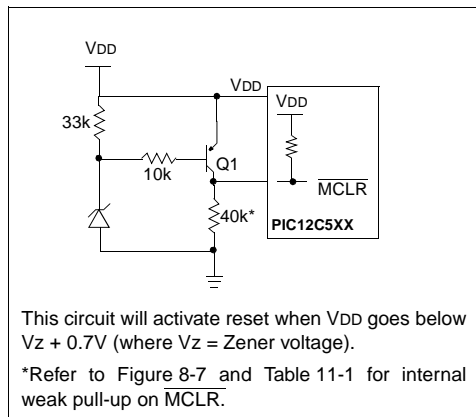 VDD
VDD
VDD
33k
Q1
10k
MCLR
40k*
PIC12C5XX
This circuit will activate reset when VDD goes below
Vz + 0.7V (where Vz = Zener voltage).
*Refer to Figure 8-7 and Table 11-1 for internal
weak pull-up on MCLR.